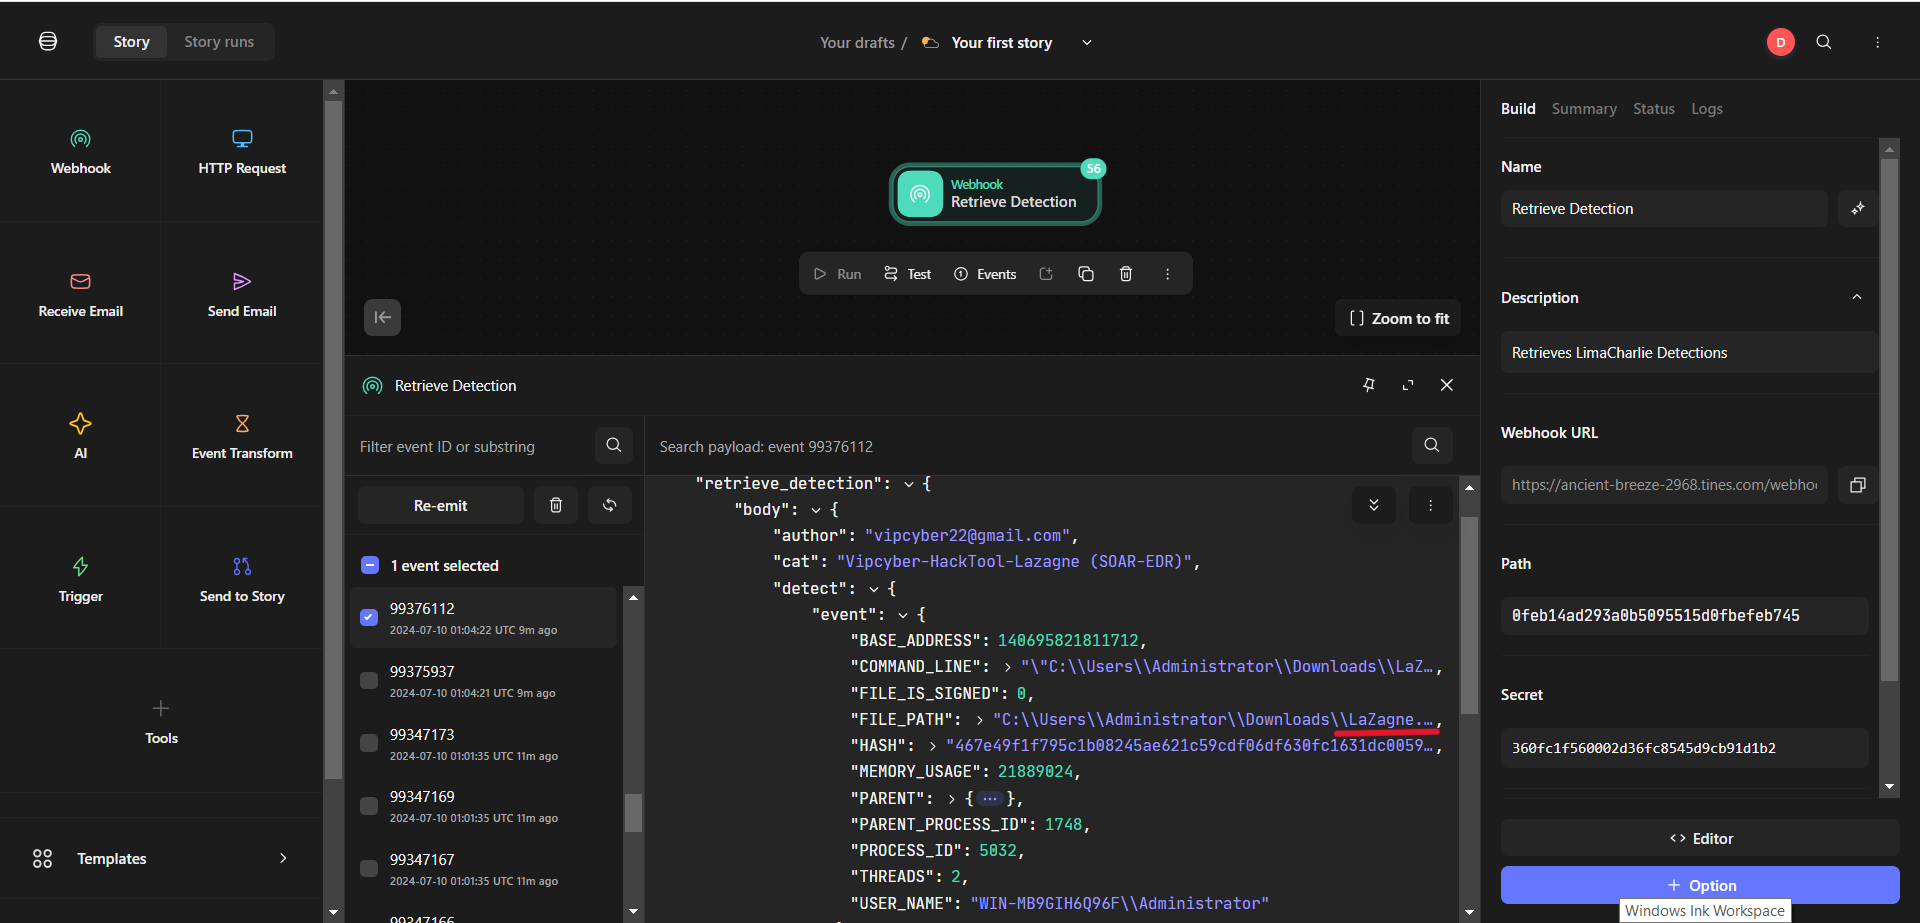 Story
Story runs
Your drafts /
Your first story
D
Webhook
HTTP Request
Receive Email
Send Email
AI
Event Transform
Trigger
Send to Story
Tools
Templates
56
Webhook
Retrieve Detection
Run
Test
Events
Zoom to fit
Retrieve Detection
Filter event ID or substring
Search payload: event 99376112
Re-emit
1 event selected
99376112
2024-07-10 01:04:22 UTC 9m ago
99375937
2024-07-10 01:04:21 UTC 9m ago
99347173
2024-07-10 01:01:35 UTC 11m ago
99347169
2024-07-10 01:01:35 UTC 11m ago
99347167
2024-07-10 01:01:35 UTC 11m ago
99347166
"retrieve_detection": {
"body": {
"author": "vipcyber22@gmail.com",
"cat": "Vipcyber-HackTool-Lazagne (SOAR-EDR)",
"detect": {
"event": {
"BASE_ADDRESS": 140695821811712,
"COMMAND_LINE": "\"C:\\Users\\Administrator\\Downloads\\LaZ…,
"FILE_IS_SIGNED": 0,
"FILE_PATH": "C:\\Users\\Administrator\\Downloads\\LaZagne.…,
"HASH": "467e49f1f795c1b08245ae621c59cdf06df630fc1631dc0059…,
"MEMORY_USAGE": 21889024,
"PARENT": { ··· },
"PARENT_PROCESS_ID": 1748,
"PROCESS_ID": 5032,
"THREADS": 2,
"USER_NAME": "WIN-MB9GIH6Q96F\\Administrator"
Build
Summary
Status
Logs
Name
Retrieve Detection
Description
Retrieves LimaCharlie Detections
Webhook URL
https://ancient-breeze-2968.tines.com/webhoo
Path
0feb14ad293a0b5095515d0fbefeb745
Secret
360fc1f560002d36fc8545d9cb91d1b2
<> Editor
+ Option
Windows Ink Workspace